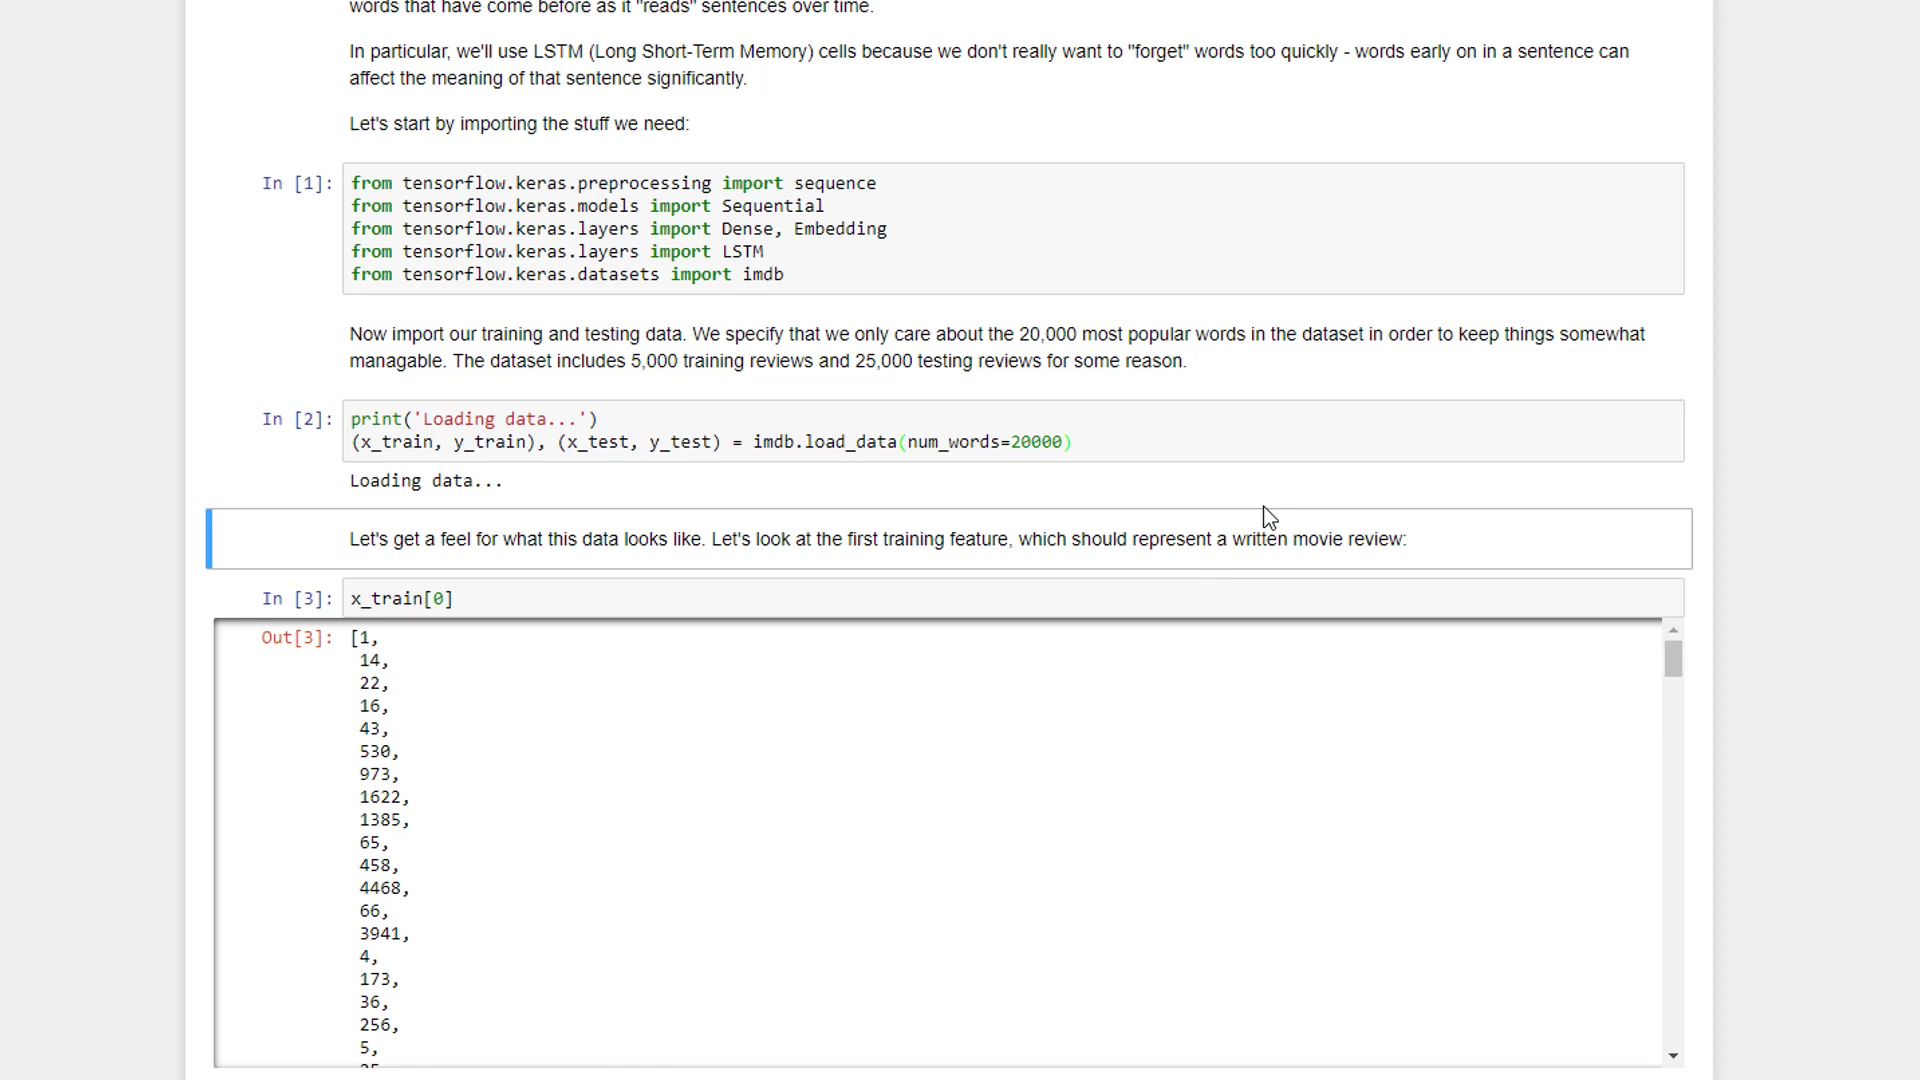 words that have come before as it "reads" sentences over time.
In particular, we'll use LSTM (Long Short-Term Memory) cells because we don't really want to "forget" words too quickly - words early on in a sentence can
affect the meaning of that sentence significantly.
Let's start by importing the stuff we need:
In [1]: from tensorflow.keras.preprocessing import sequence
from tensorflow.keras.models import Sequential
from tensorflow.keras.layers import Dense, Embedding
from tensorflow.keras.layers import LSTM
from tensorflow.keras.datasets import imdb
Now import our training and testing data. We specify that we only care about the 20,000 most popular words in the dataset in order to keep things somewhat
managable. The dataset includes 5,000 training reviews and 25,000 testing reviews for some reason.
In [2]: print('Loading data...')
(x_train, y_train), (x_test, y_test) = imdb.load_data(num_words=20000)
Loading data...
Let's get a feel for what this data looks like. Let's look at the first training feature, which should represent a written movie review:
In [3]: x_train[0]
Out[3]: [1,
14,
22,
16,
43,
530,
973,
1622,
1385,
65,
458,
4468,
66,
3941,
4,
173,
36,
256,
5,